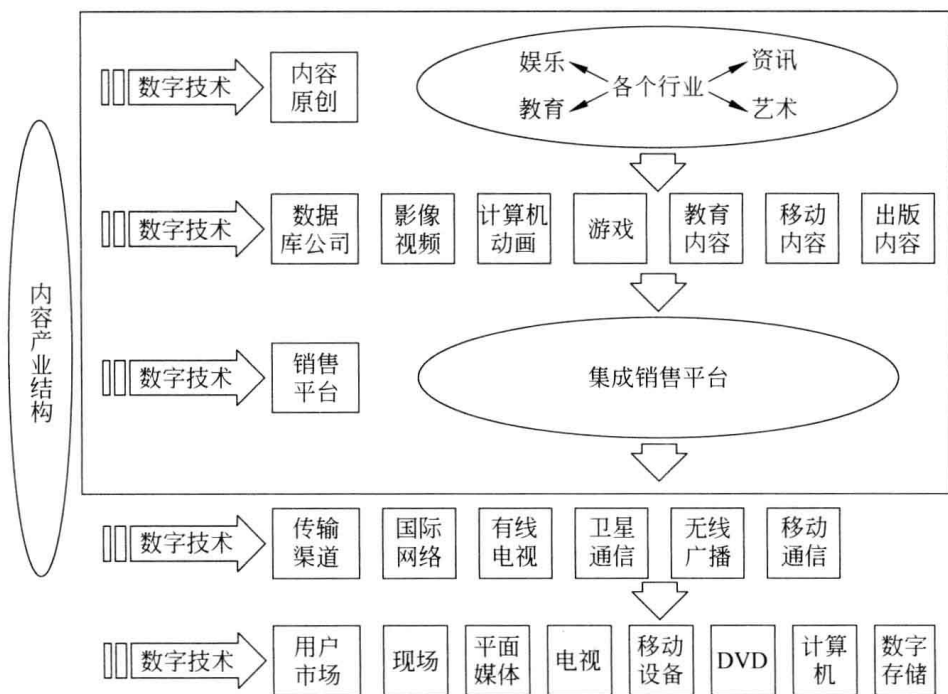 数字技术
内容
原创
娱乐
资讯
各个行业
教育
艺术
数字技术
数据
库公司
影像
视频
计算机
动画
游戏
教育
内容
移动
内容
出版
内容
内容产业结构
数字技术
销售
平台
集成销售平台
数字技术
传输
渠道
国际
网络
有线
电视
卫星
通信
无线
广播
移动
通信
数字技术
用户
市场
现场
平面
媒体
电视
移动
设备
DVD
计算
机
数字
存储